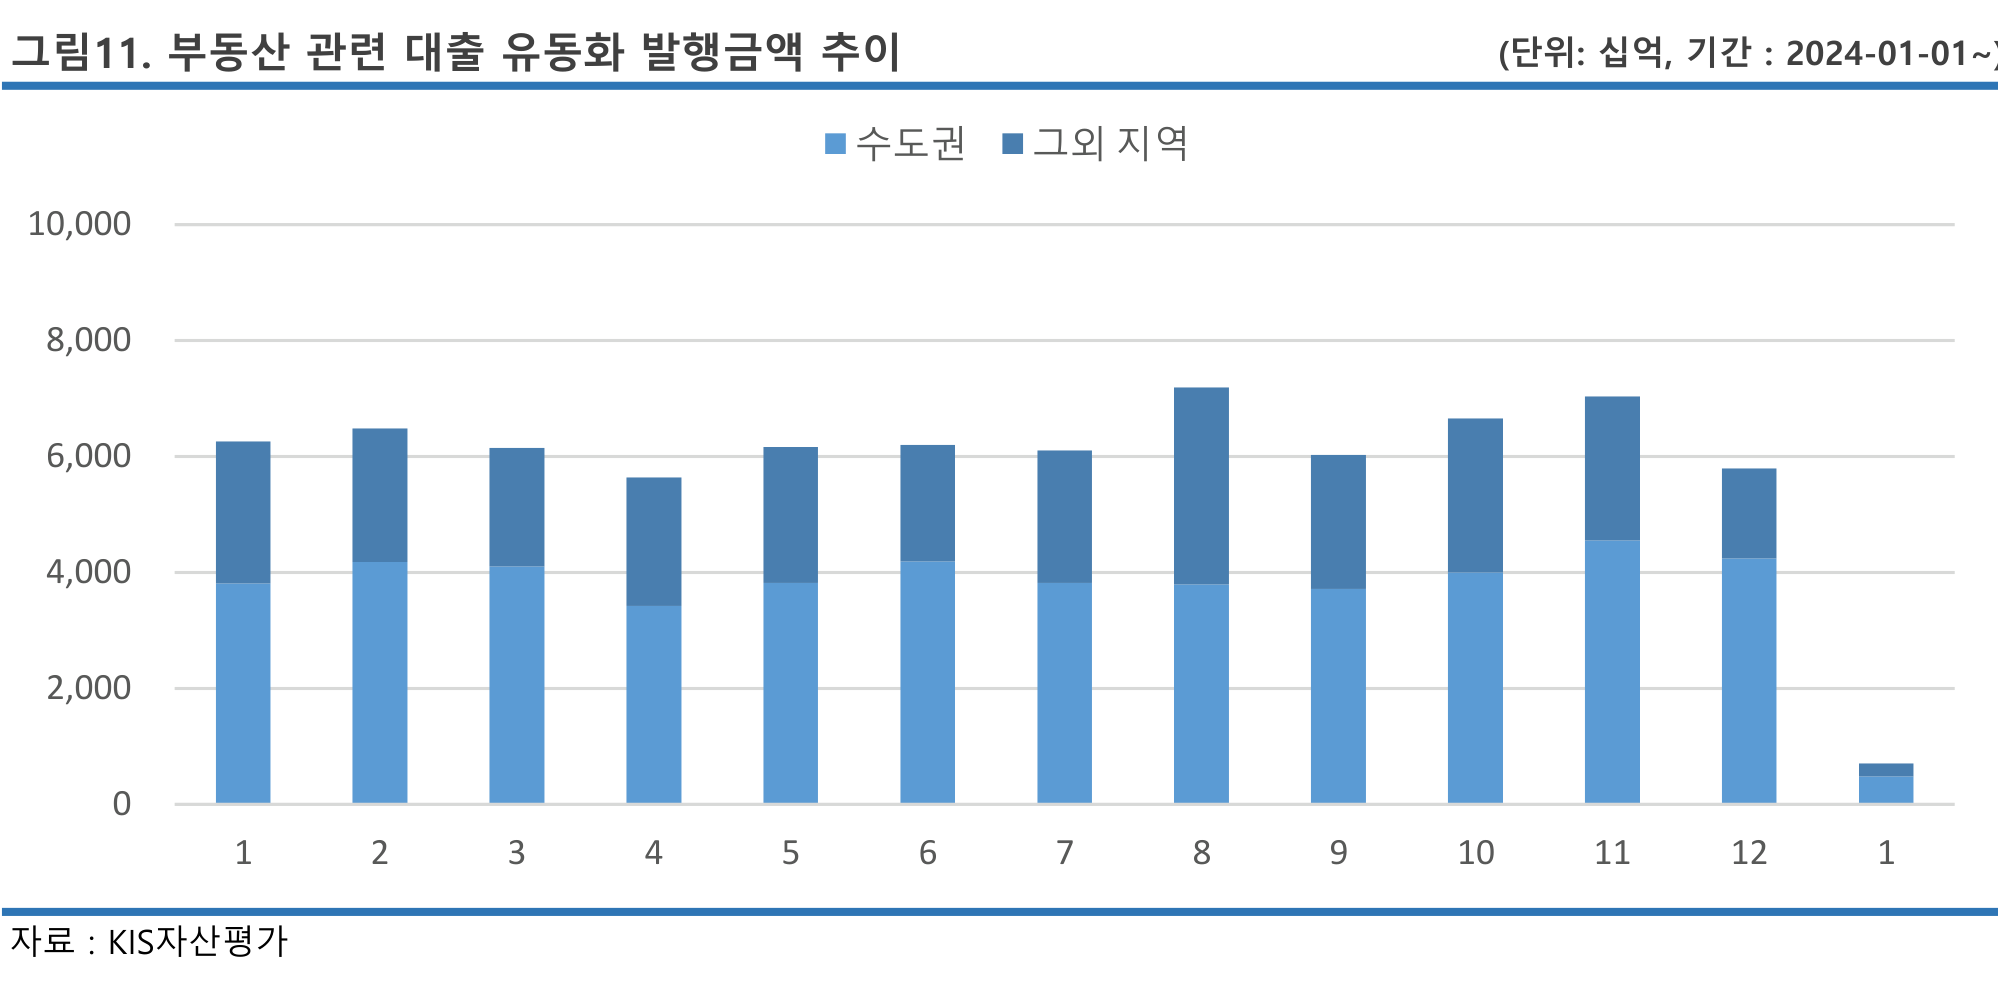 그림11. 부동산 관련 대출 유동화 발행금액 추이 (단위: 십억, 기간 : 2024-01-01~)
수도권 그외 지역
10,000
8,000
6,000
4,000
2,000
0
1 2 3 4 5 6 7 8 9 10 11 12 1
자료 : KIS자산평가